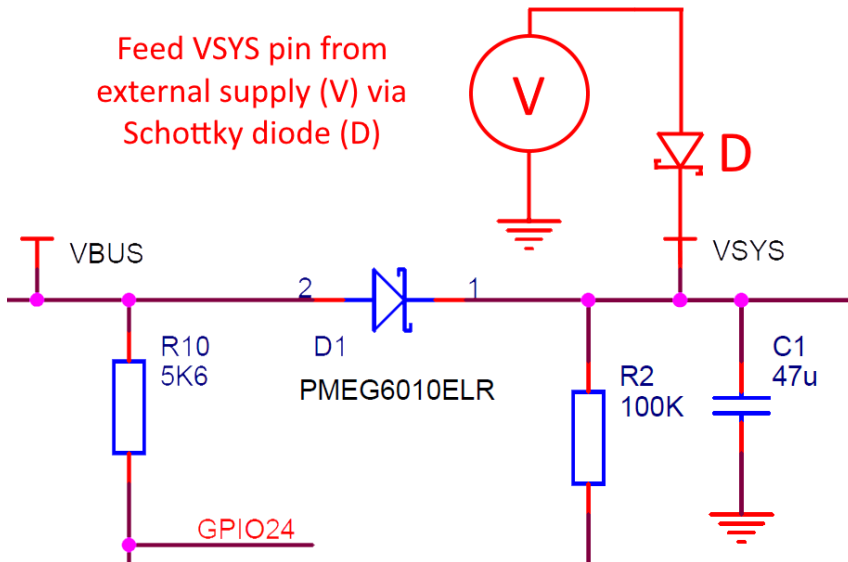 Feed VSYS pin from
external supply (V) via
Schottky diode (D)
V
D
VBUS
VSYS
2
1
R10
5K6
D1
PMEG6010ELR
R2
100K
C1
47u
GPIO24